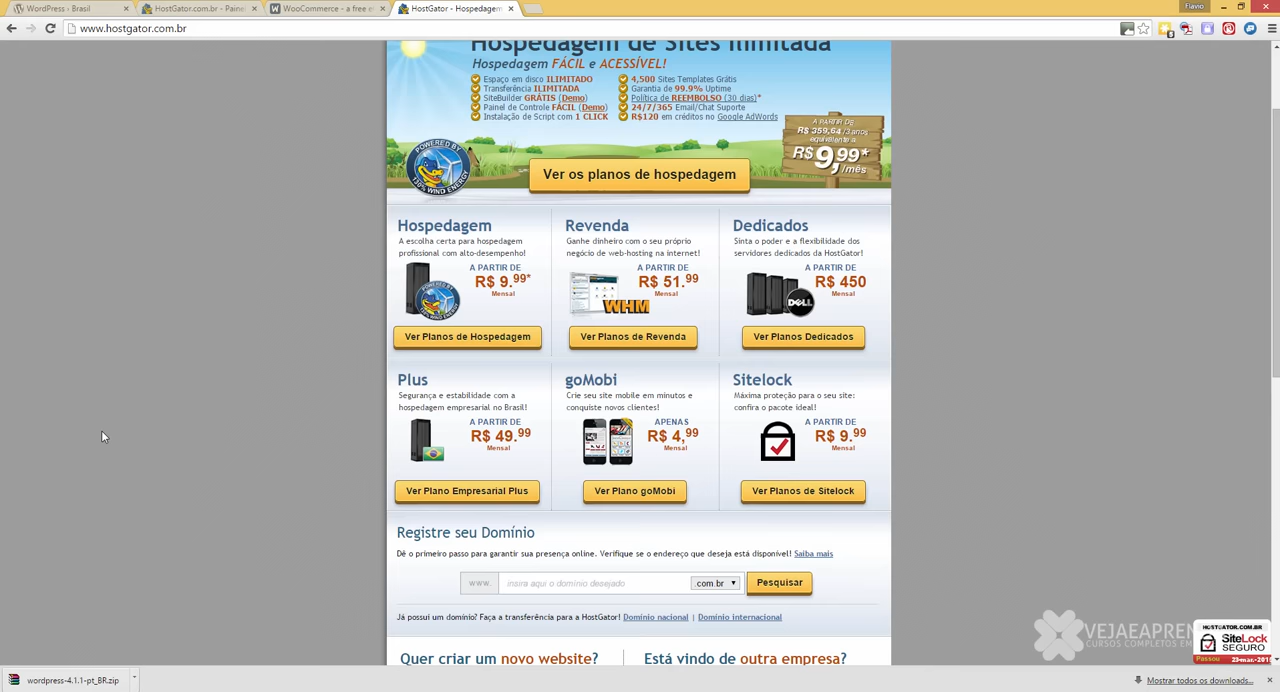 WordPress › Brasil
HostGator.com.br - Painel
WooCommerce - a free e
HostGator - Hospedagem
Flavio
www.hostgator.com.br
Hospedagem de Sites Ilimitada
Hospedagem FÁCIL e ACESSÍVEL!
Espaço em disco ILIMITADO
Transferência ILIMITADA
SiteBuilder GRÁTIS (Demo)
Painel de Controle FÁCIL (Demo)
Instalação de Script com 1 CLICK
4,500 Sites Templates Grátis
Garantia de 99.9% Uptime
Política de REEMBOLSO (30 dias)*
24/7/365 Email/Chat Suporte
R$120 em créditos no Google AdWords
A PARTIR DE
R$ 359,64/3 anos
equivalente a
R$9,99*
/mês
POWERED BY
130% WIND ENERGY
Ver os planos de hospedagem
Hospedagem
A escolha certa para hospedagem
profissional com alto-desempenho!
A PARTIR DE
R$ 9.99*
Mensal
Ver Planos de Hospedagem
Revenda
Ganhe dinheiro com o seu próprio
negócio de web-hosting na internet!
A PARTIR DE
R$ 51.99
Mensal
WHM
Ver Planos de Revenda
Dedicados
Sinta o poder e a flexibilidade dos
servidores dedicados da HostGator!
A PARTIR DE
R$ 450
Mensal
DELL
Ver Planos Dedicados
Plus
Segurança e estabilidade com a
hospedagem empresarial no Brasil!
A PARTIR DE
R$ 49.99
Mensal
Ver Plano Empresarial Plus
goMobi
Crie seu site mobile em minutos e
conquiste novos clientes!
APENAS
R$ 4,99
Mensal
Ver Plano goMobi
Sitelock
Máxima proteção para o seu site:
confira o pacote ideal!
A PARTIR DE
R$ 9.99
Mensal
Ver Planos de Sitelock
Registre seu Domínio
Dê o primeiro passo para garantir sua presença online. Verifique se o endereço que deseja está disponível! Saiba mais
www. insira aqui o domínio desejado .com.br Pesquisar
Já possui um domínio? Faça a transferência para a HostGator! Domínio nacional | Domínio internacional
Quer criar um novo website?
Está vindo de outra empresa?
VEJAEAPREN
CURSOS COMPLETOS EM
HOSTGATOR.COM.BR
SiteLock
SEGURO
Passou 23-mar.-2015
wordpress-4.1.1-pt_BR.zip
Mostrar todos os downloads...